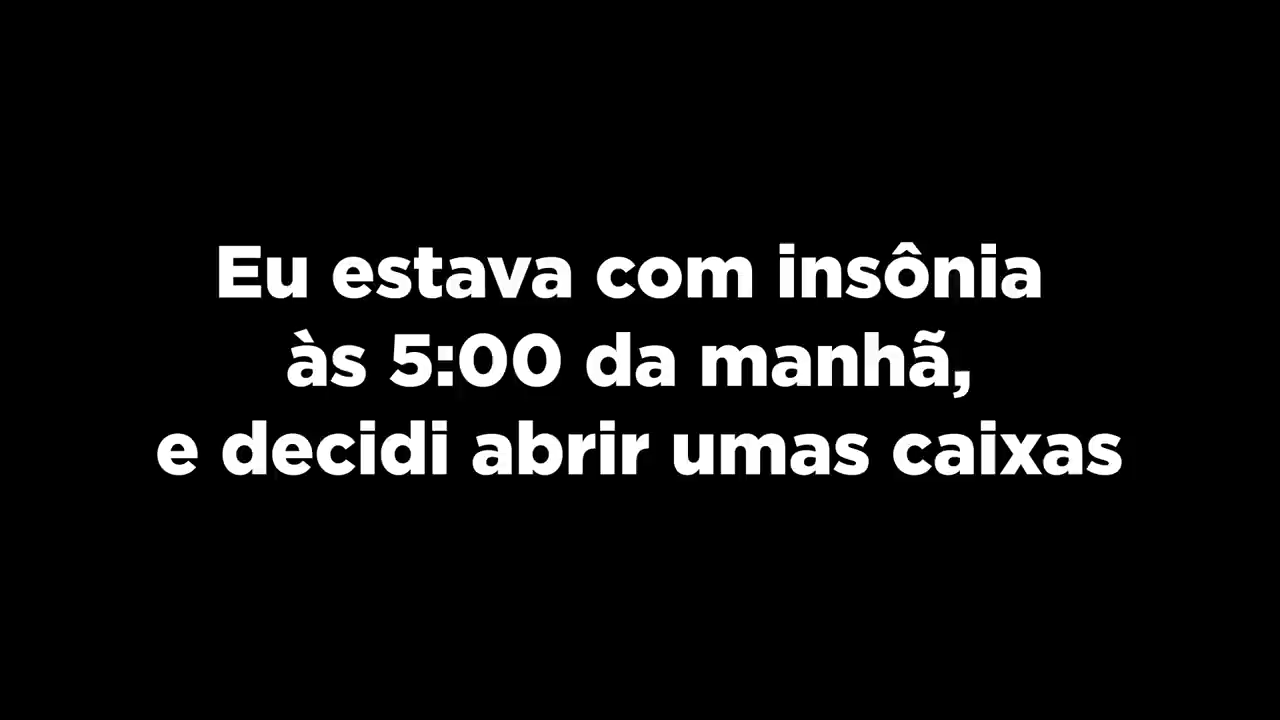 Eu estava com insônia
às 5:00 da manhã,
e decidi abrir umas caixas